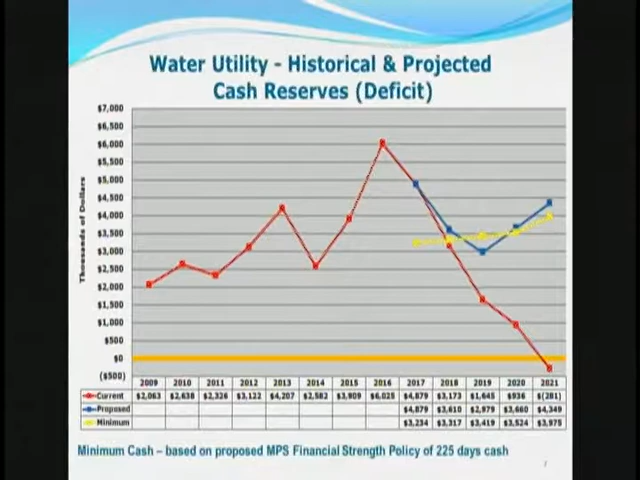 Water Utility - Historical & Projected
Cash Reserves (Deficit)
Thousands of Dollars
$7,000
$6,500
$6,000
$5,500
$5,000
$4,500
$4,000
$3,500
$3,000
$2,500
$2,000
$1,500
$1,000
$500
$0
($500)
2009 2010 2011 2012 2013 2014 2015 2016 2017 2018 2019 2020 2021
Current $2,063 $2,638 $2,326 $3,122 $4,207 $2,582 $3,909 $6,025 $4,879 $3,173 $1,645 $936 $(281)
Proposed $4,879 $3,610 $2,979 $3,660 $4,349
Minimum $3,234 $3,317 $3,419 $3,524 $3,975
Minimum Cash – based on proposed MPS Financial Strength Policy of 225 days cash